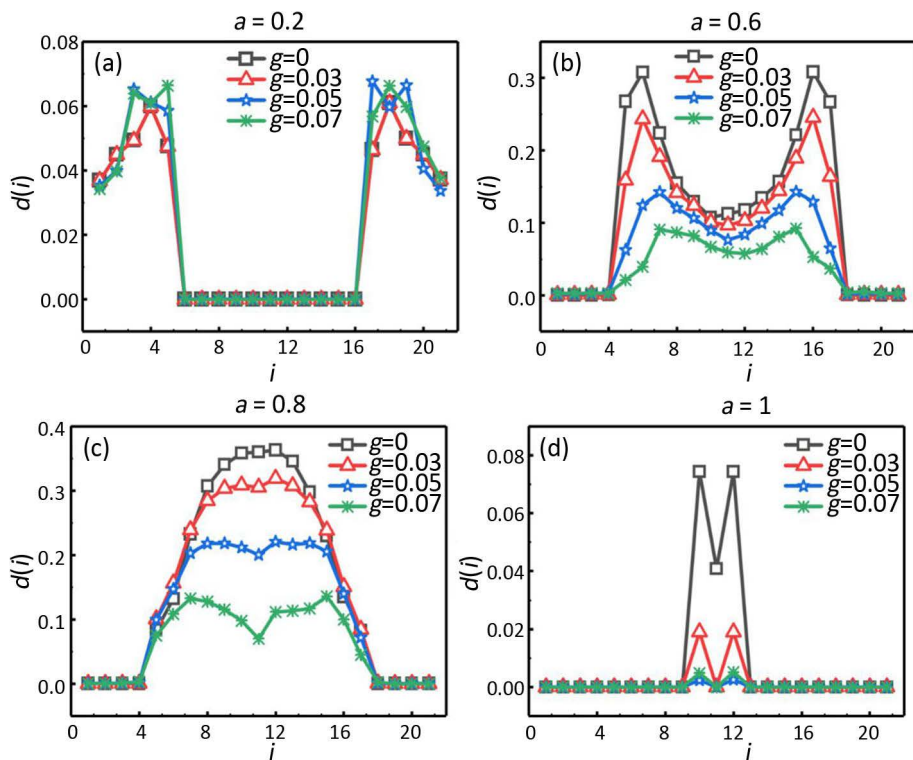 a = 0.2
a = 0.6
(a)
g=0
g=0.03
g=0.05
g=0.07
0.08
0.06
0.04
0.02
0.00
d(i)
0 4 8 12 16 20
i
(b)
g=0
g=0.03
g=0.05
g=0.07
0.3
0.2
0.1
0.0
d(i)
0 4 8 12 16 20
i
a = 0.8
a = 1
(c)
g=0
g=0.03
g=0.05
g=0.07
0.4
0.3
0.2
0.1
0.0
d(i)
0 4 8 12 16 20
i
(d)
g=0
g=0.03
g=0.05
g=0.07
0.08
0.06
0.04
0.02
0.00
d(i)
0 4 8 12 16 20
i